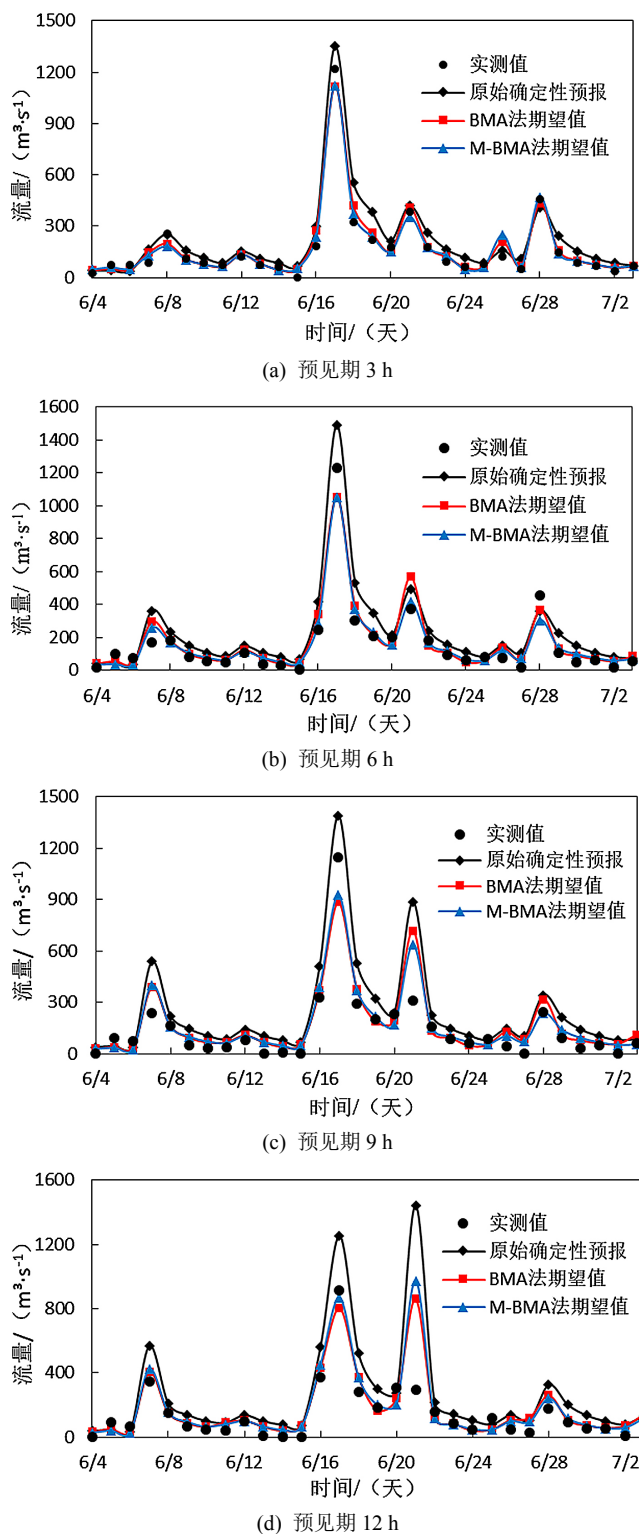 1500
1200
900
600
300
0
流量/（m³·s⁻¹）
实测值
原始确定性预报
BMA法期望值
M-BMA法期望值
6/4 6/8 6/12 6/16 6/20 6/24 6/28 7/2
时间/（天）
(a) 预见期 3 h
1600
1400
1200
1000
800
600
400
200
0
流量/（m³·s⁻¹）
实测值
原始确定性预报
BMA法期望值
M-BMA法期望值
6/4 6/8 6/12 6/16 6/20 6/24 6/28 7/2
时间/（天）
(b) 预见期 6 h
1500
1200
900
600
300
0
流量/（m³·s⁻¹）
实测值
原始确定性预报
BMA法期望值
M-BMA法期望值
6/4 6/8 6/12 6/16 6/20 6/24 6/28 7/2
时间/（天）
(c) 预见期 9 h
1600
1200
800
400
0
流量/（m³·s⁻¹）
实测值
原始确定性预报
BMA法期望值
M-BMA法期望值
6/4 6/8 6/12 6/16 6/20 6/24 6/28 7/2
时间/（天）
(d) 预见期 12 h